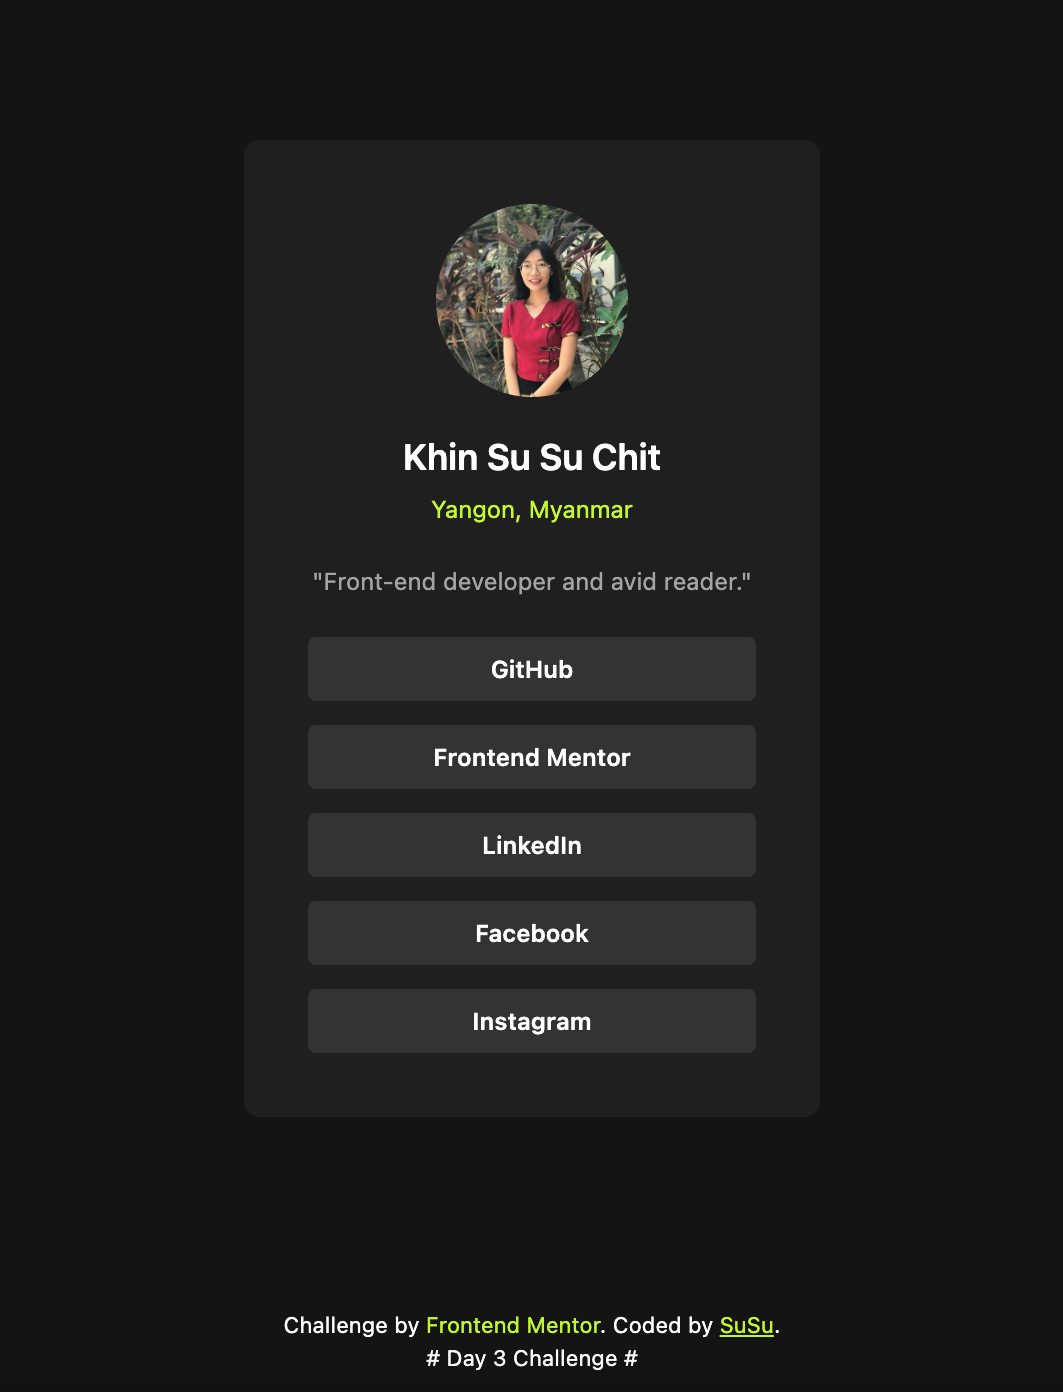 Khin Su Su Chit
Yangon, Myanmar
"Front-end developer and avid reader."
GitHub
Frontend Mentor
LinkedIn
Facebook
Instagram
Challenge by Frontend Mentor. Coded by SuSu.
# Day 3 Challenge #